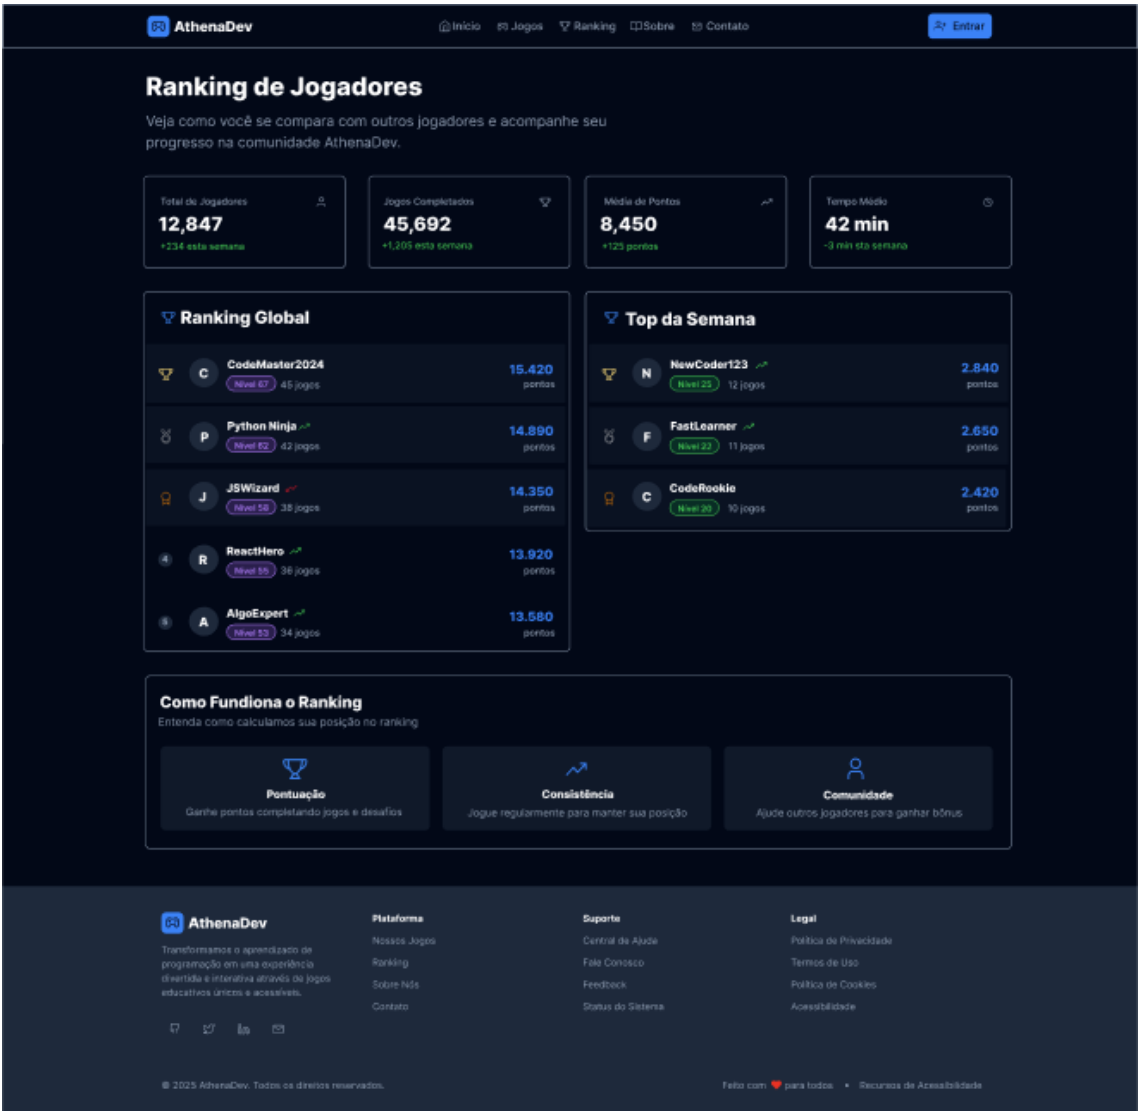 AthenaDev
Início Jogos Ranking Sobre Contato
Entrar
Ranking de Jogadores
Veja como você se compara com outros jogadores e acompanhe seu
progresso na comunidade AthenaDev.
Total de Jogadores
12,847
+234 esta semana
Jogos Completados
45,692
+1,205 esta semana
Média de Pontos
8,450
+125 pontos
Tempo Médio
42 min
-3 min sta semana
Ranking Global
C
CodeMaster2024
Nível 67 45 jogos
15.420
pontos
P
Python Ninja
Nível 62 42 jogos
14.890
pontos
J
JSWizard
Nível 58 38 jogos
14.350
pontos
4
R
ReactHero
Nível 55 36 jogos
13.920
pontos
5
A
AlgoExpert
Nível 53 34 jogos
13.580
pontos
Top da Semana
N
NewCoder123
Nível 25 12 jogos
2.840
pontos
F
FastLearner
Nível 22 11 jogos
2.650
pontos
C
CodeRookie
Nível 20 10 jogos
2.420
pontos
Como Fundiona o Ranking
Entenda como calculamos sua posição no ranking
Pontuação
Ganhe pontos completando jogos e desafios
Consistência
Jogue regularmente para manter sua posição
Comunidade
Ajude outros jogadores para ganhar bônus
AthenaDev
Transformamos o aprendizado de
programação em uma experiência
divertida e interativa através de jogos
educativos únicos e acessíveis.
Plataforma
Nossos Jogos
Ranking
Sobre Nós
Contato
Suporte
Central de Ajuda
Fale Conosco
Feedback
Status do Sistema
Legal
Política de Privacidade
Termos de Uso
Política de Cookies
Acessibilidade
© 2025 AthenaDev. Todos os direitos reservados.
Feito com ❤ para todos • Recursos de Acessibilidade